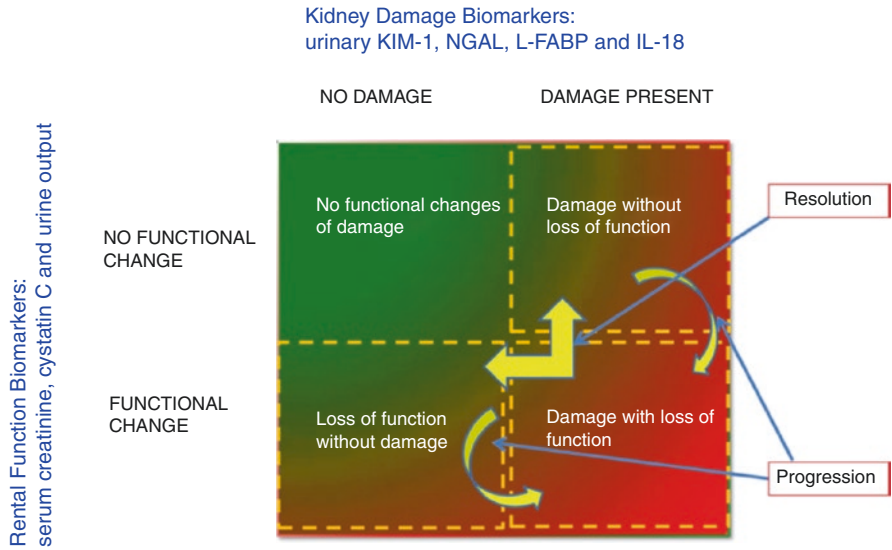 Kidney Damage Biomarkers:
urinary KIM-1, NGAL, L-FABP and IL-18
NO DAMAGE
DAMAGE PRESENT
Rental Function Biomarkers:
serum creatinine, cystatin C and urine output
NO FUNCTIONAL
CHANGE
No functional changes
of damage
Damage without
loss of function
Resolution
FUNCTIONAL
CHANGE
Loss of function
without damage
Damage with loss of
function
Progression